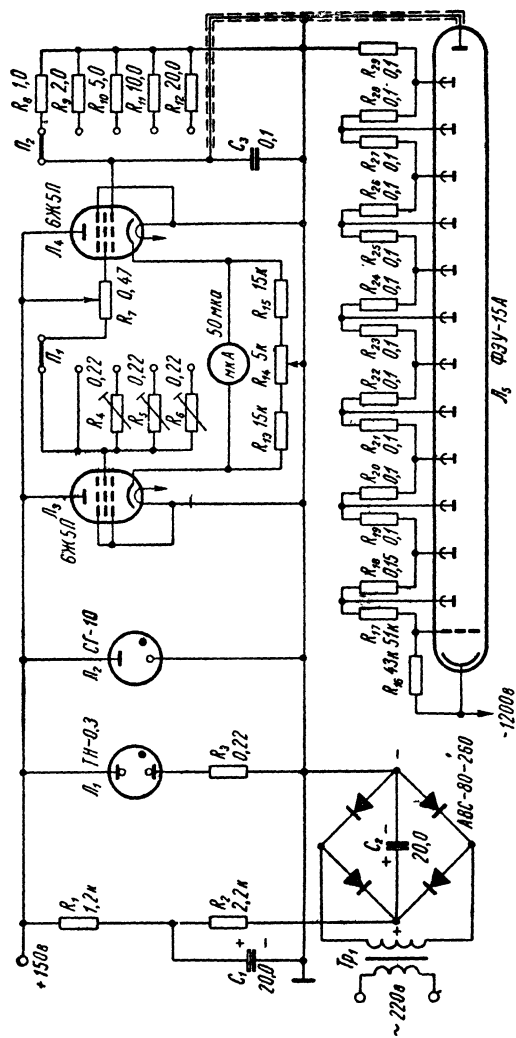 +150в
R₁ 1,2к
C₁ 20,0
+
-
R₂ 2,2к
Тр₁
~220в
Л₁ ТН-0,3
R₃ 0,22
+
-
+ -
C₂ 20,0
АВС-80-260
Л₂ СГ-10
6Ж5П Л₃
R₄ 0,22
R₅ 0,22
R₆ 0,22
П₁
R₇ 0,47
Л₄ 6Ж5П
мкА
50 мка
R₁₃ 15к
R₁₄ 5к
R₁₅ 15к
П₂
R₈ 1,0
R₉ 2,0
R₁₀ 5,0
R₁₁ 10,0
R₁₂ 20,0
C₃ 0,1
R₁₆ 43к
R₁₇ 51к
R₁₈ 0,15
R₁₉ 0,1
R₂₀ 0,1
R₂₁ 0,1
R₂₂ 0,1
R₂₃ 0,1
R₂₄ 0,1
R₂₅ 0,1
R₂₆ 0,1
R₂₇ 0,1
R₂₈ 0,1
R₂₉ 0,1
-1200в
Л₅ ФЭУ-15А